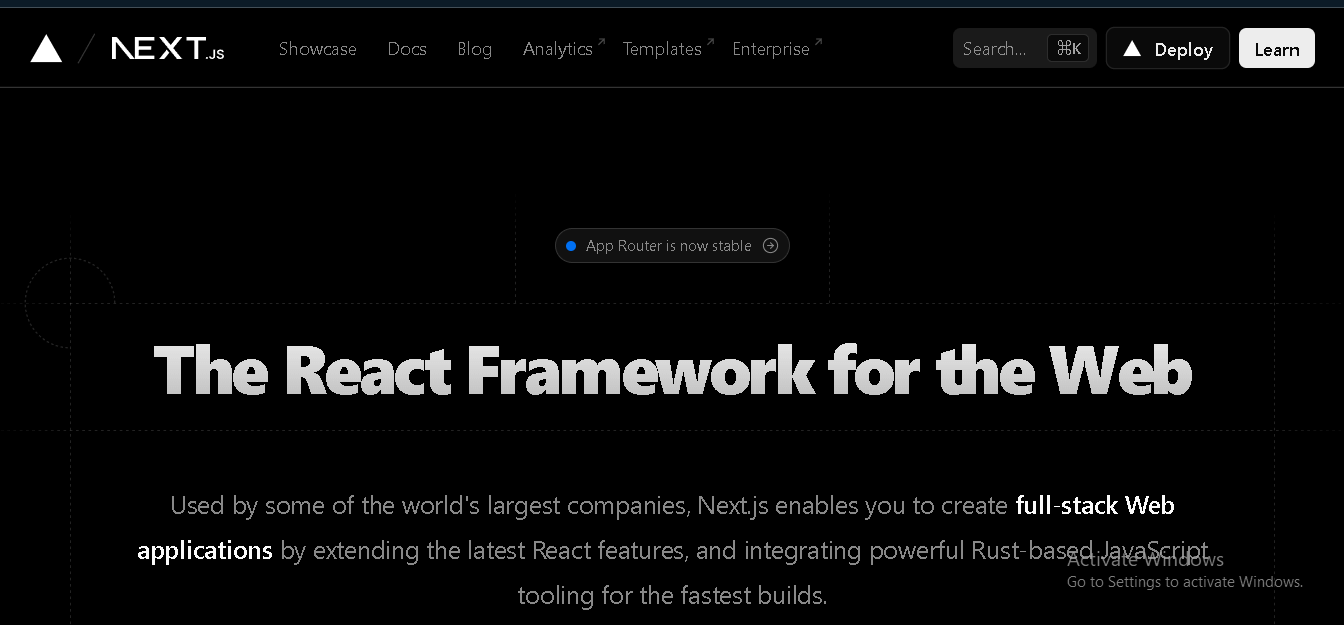 NEXT.JS Showcase Docs Blog Analytics Templates Enterprise Search... ⌘K Deploy Learn
App Router is now stable
The React Framework for the Web
Used by some of the world's largest companies, Next.js enables you to create full-stack Web
applications by extending the latest React features, and integrating powerful Rust-based JavaScript
tooling for the fastest builds.
Activate Windows
Go to Settings to activate Windows.